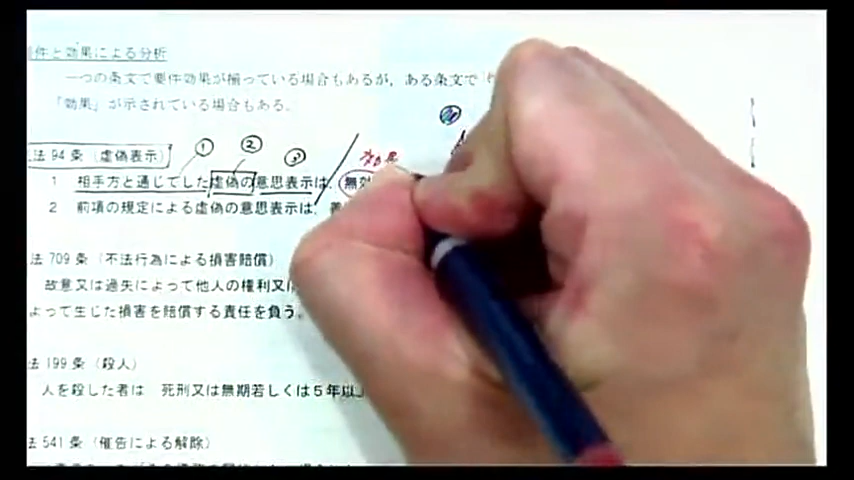 件と効果による分析
一つの条文で要件効果が揃っている場合もあるが，ある条文で
「効果」が示されている場合もある．
① ② ③ 効果
法 94 条（虚偽表示）
1 相手方と通じてした虚偽の意思表示は，無効
2 前項の規定による虚偽の意思表示は，善
法 709 条（不法行為による損害賠償）
故意又は過失によって他人の権利又は
よって生じた損害を賠償する責任を負う．
法 199 条（殺人）
人を殺した者は 死刑又は無期若しくは5年以
法 541 条（催告による解除）